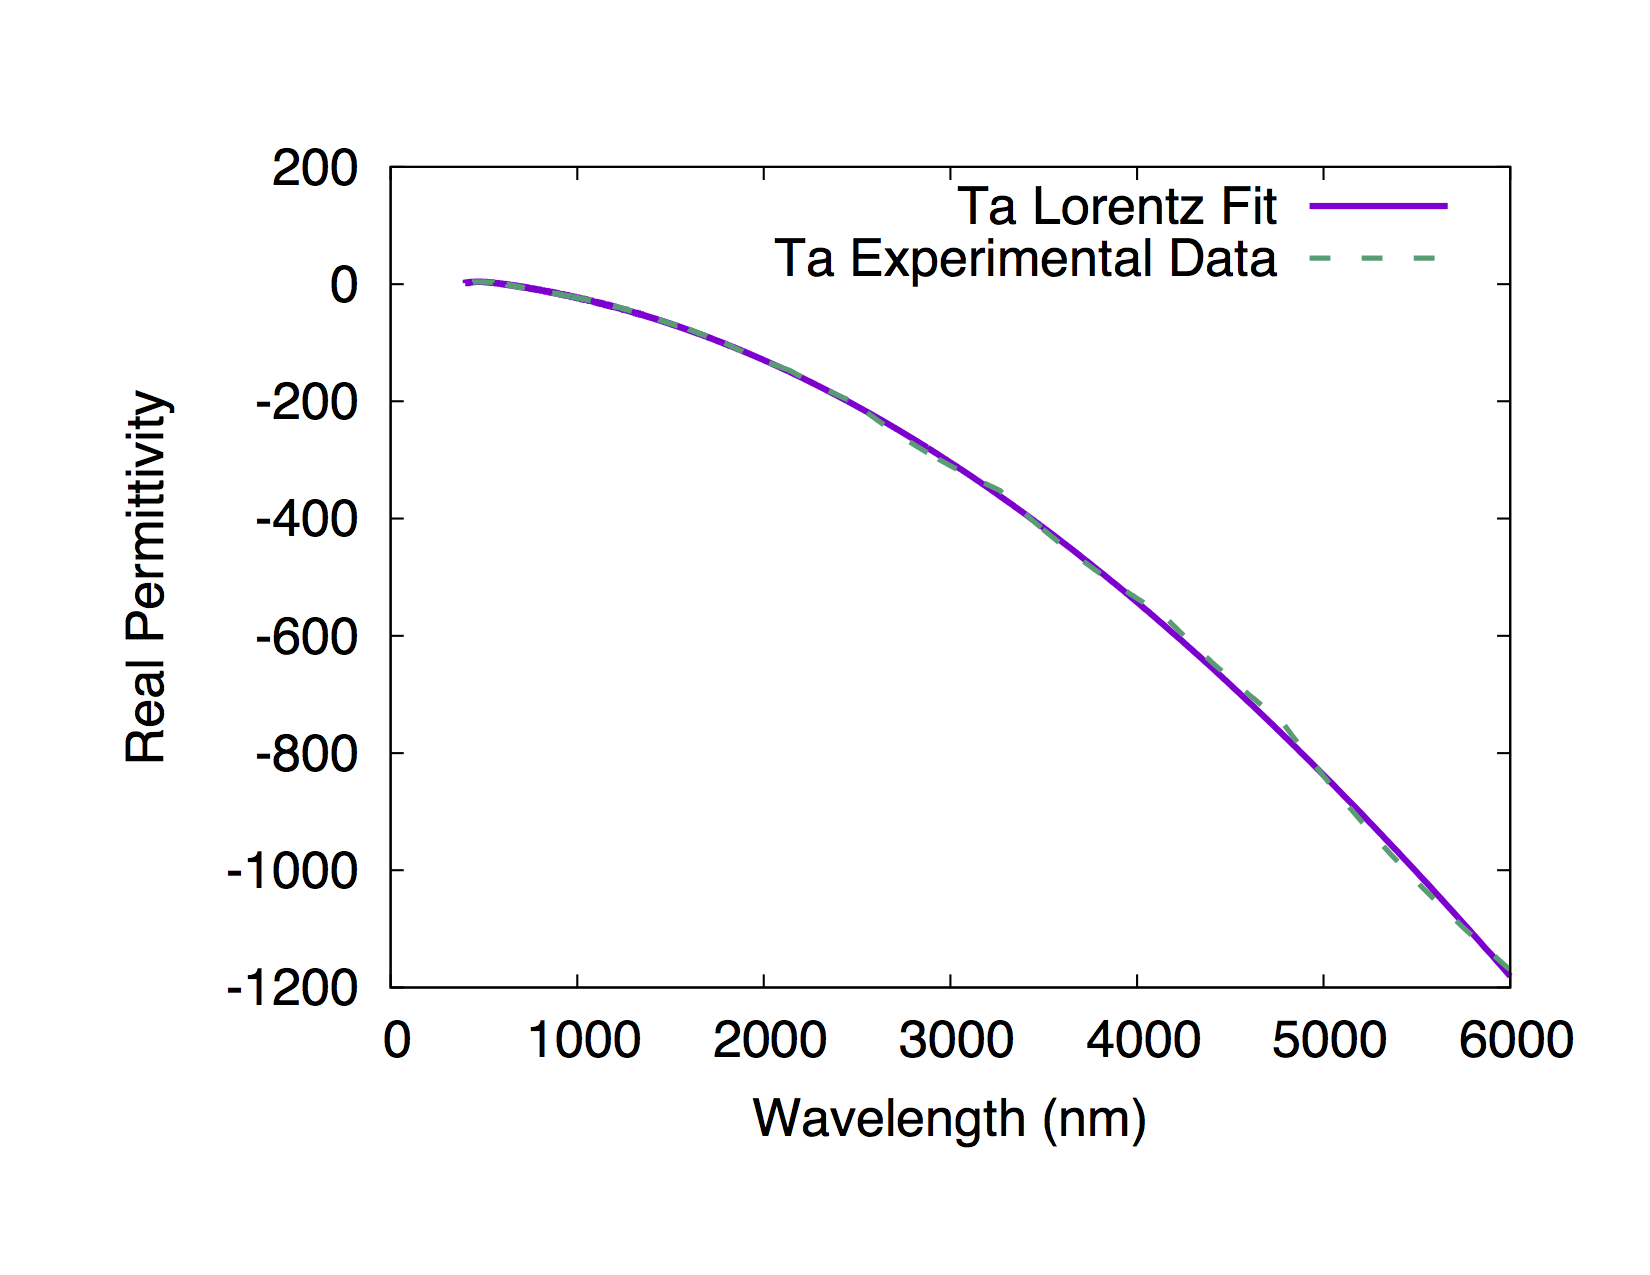 200
Ta Lorentz Fit
Ta Experimental Data
0
-200
-400
-600
-800
-1000
-1200
Real Permittivity
0 1000 2000 3000 4000 5000 6000
Wavelength (nm)